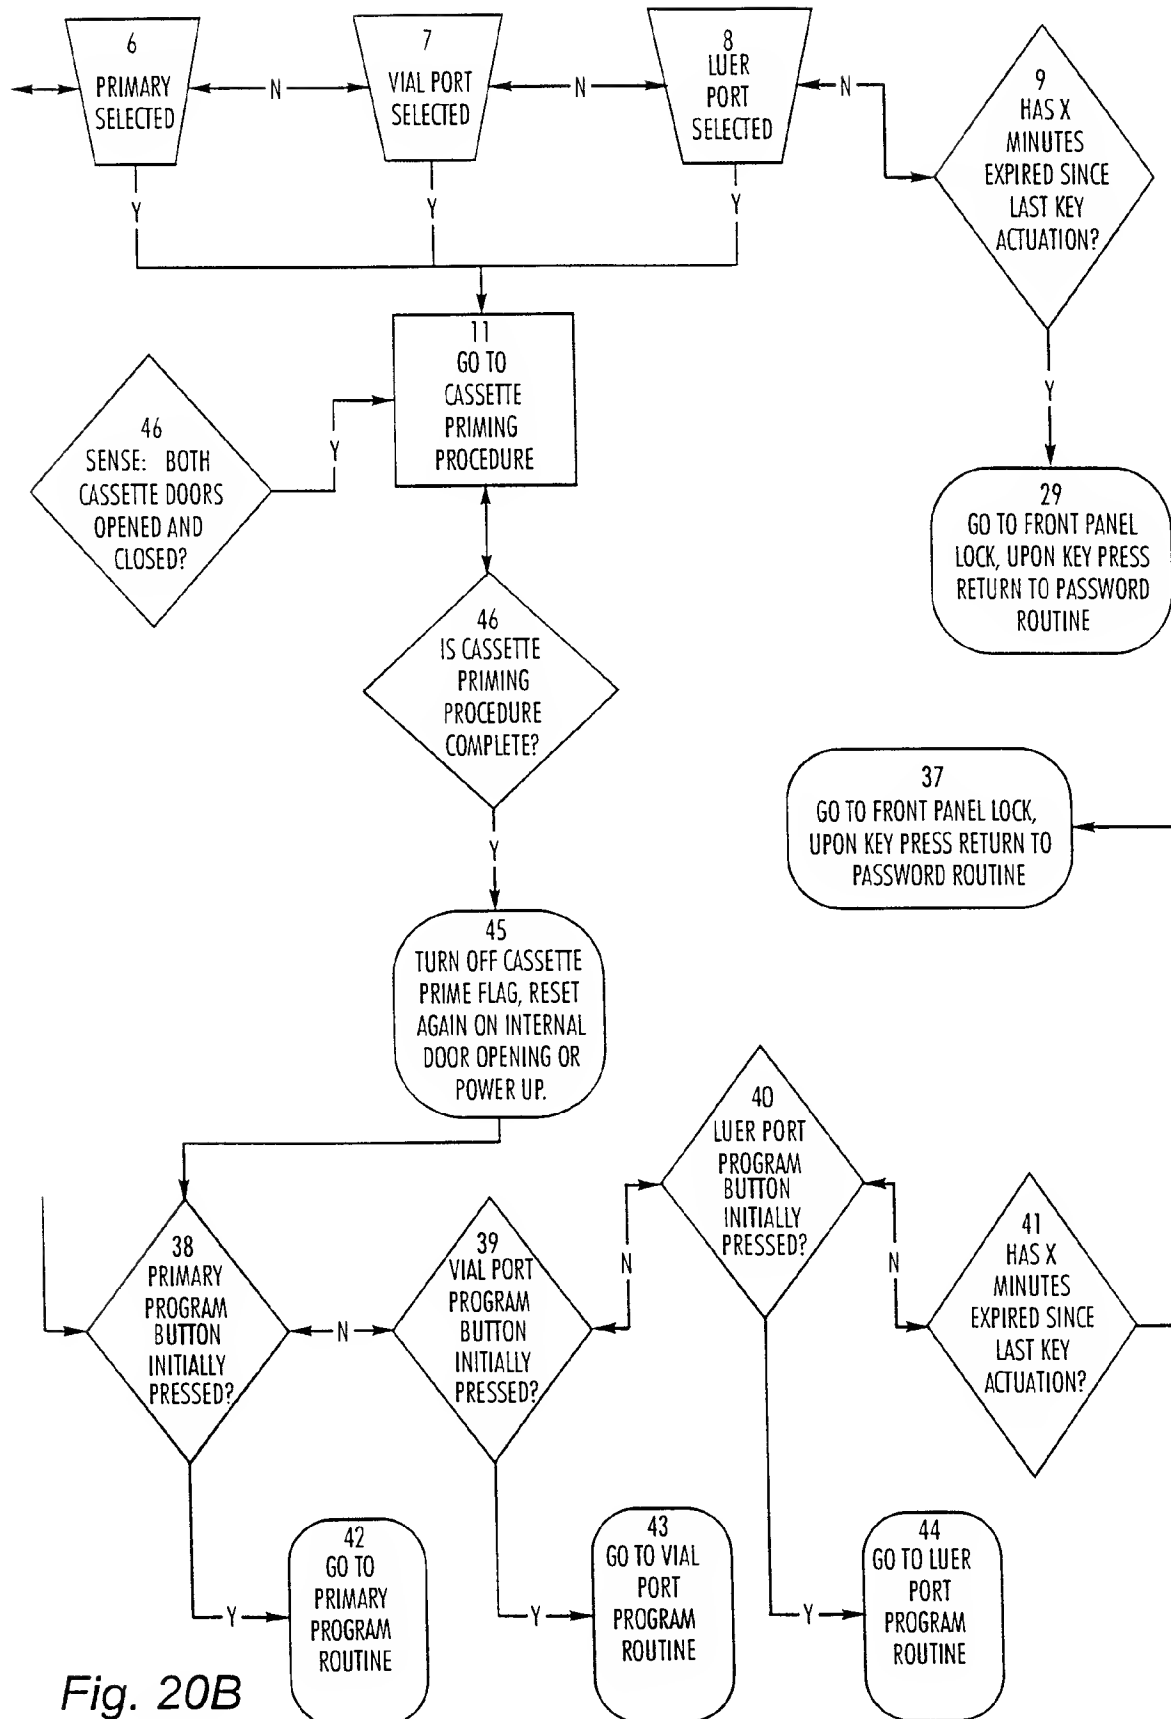 6
PRIMARY
SELECTED
N
7
VIAL PORT
SELECTED
N
8
LUER
PORT
SELECTED
N
9
HAS X
MINUTES
EXPIRED SINCE
LAST KEY
ACTUATION?
Y
Y
Y
Y
11
GO TO
CASSETTE
PRIMING
PROCEDURE
46
SENSE: BOTH
CASSETTE DOORS
OPENED AND
CLOSED?
Y
29
GO TO FRONT PANEL
LOCK, UPON KEY PRESS
RETURN TO PASSWORD
ROUTINE
46
IS CASSETTE
PRIMING
PROCEDURE
COMPLETE?
Y
37
GO TO FRONT PANEL LOCK,
UPON KEY PRESS RETURN TO
PASSWORD ROUTINE
45
TURN OFF CASSETTE
PRIME FLAG, RESET
AGAIN ON INTERNAL
DOOR OPENING OR
POWER UP.
38
PRIMARY
PROGRAM
BUTTON
INITIALLY
PRESSED?
N
39
VIAL PORT
PROGRAM
BUTTON
INITIALLY
PRESSED?
N
40
LUER PORT
PROGRAM
BUTTON
INITIALLY
PRESSED?
N
41
HAS X
MINUTES
EXPIRED SINCE
LAST KEY
ACTUATION?
Y
42
GO TO
PRIMARY
PROGRAM
ROUTINE
Y
43
GO TO VIAL
PORT
PROGRAM
ROUTINE
Y
44
GO TO LUER
PORT
PROGRAM
ROUTINE
Fig. 20B